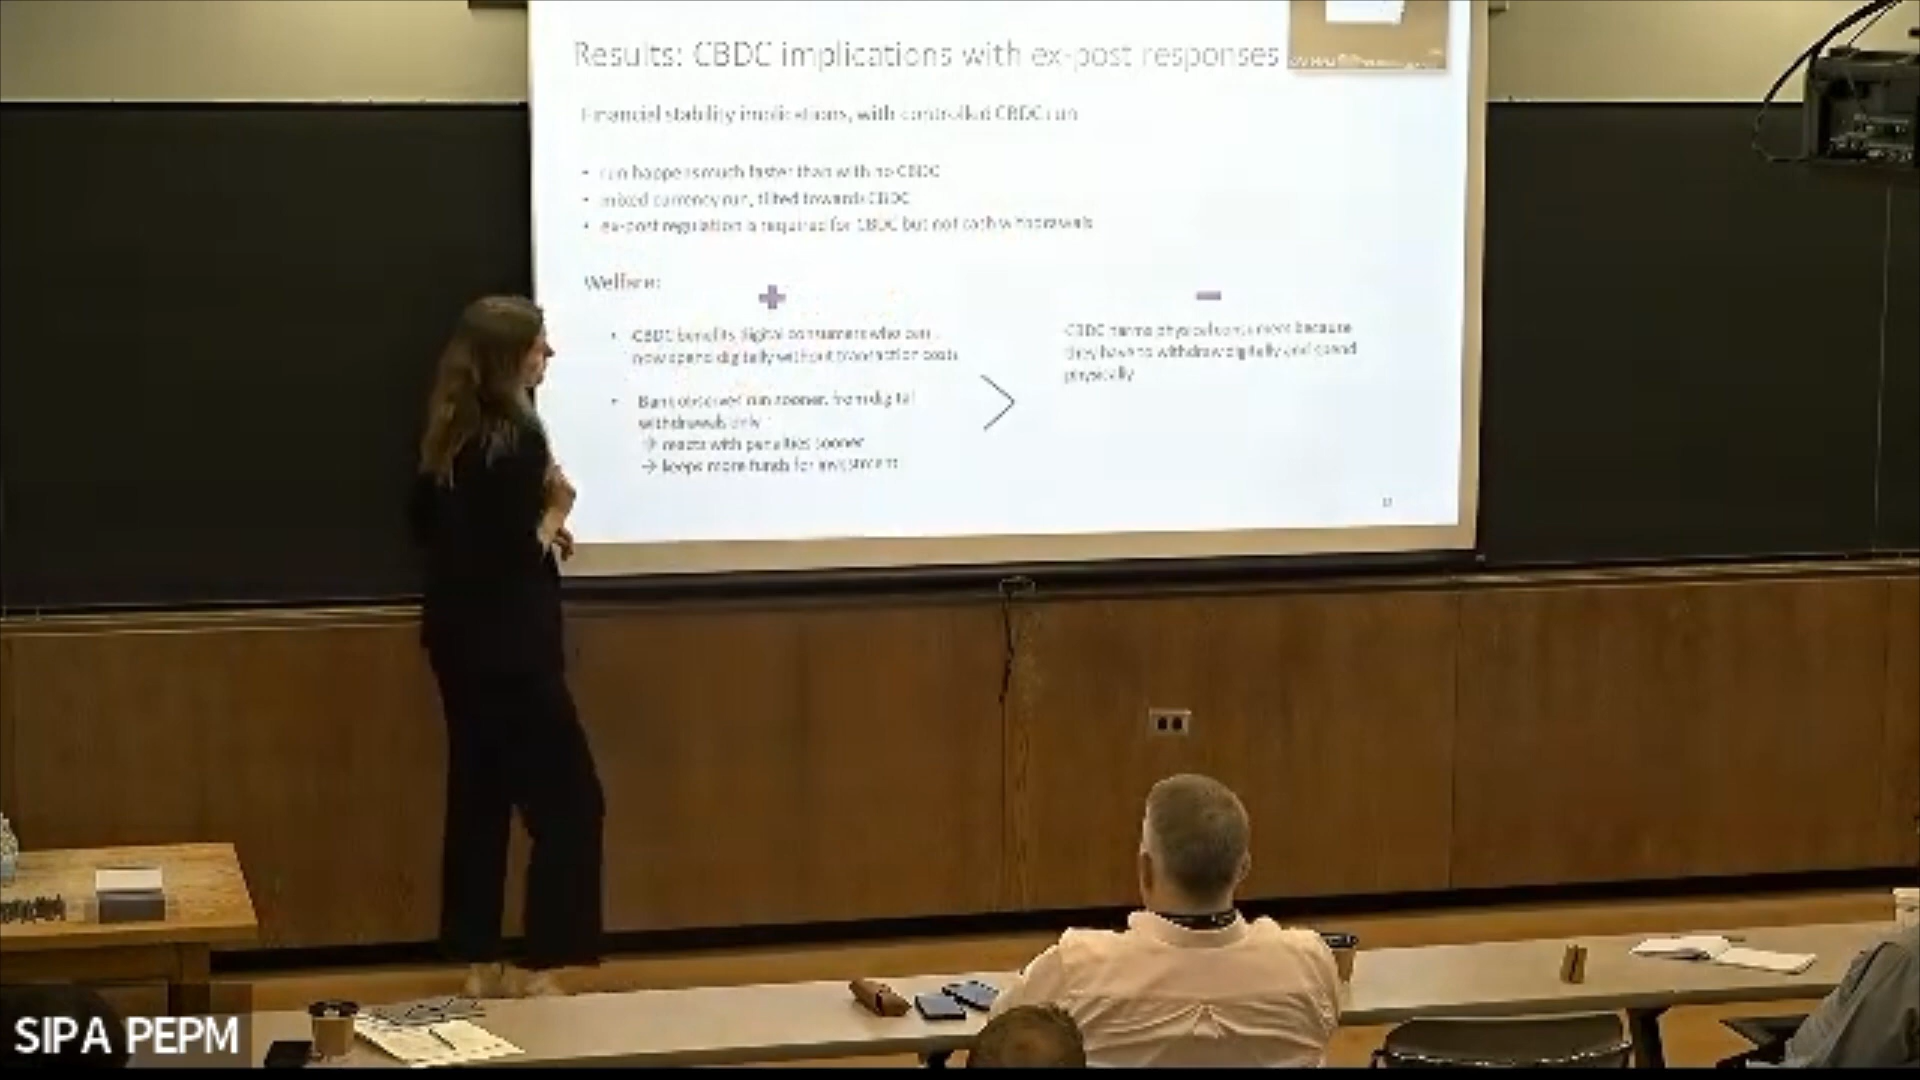 Results: CBDC implications with ex-post responses
Financial stability implications, with controlled CBDC run
• run happens much faster than with no CBDC
• mixed currency run, tilted towards CBDC
• ex-post regulation is required for CBDC but not cash withdrawals
Welfare:
• CBDC benefits digital consumers who can
now spend digitally without transaction costs
• Bank observes run sooner, from digital
withdrawals only
→ reacts with penalties sooner
→ keeps more funds for investment
>
CBDC harms physical consumers because
they have to withdraw digitally and spend
physically
SIPA PEPM